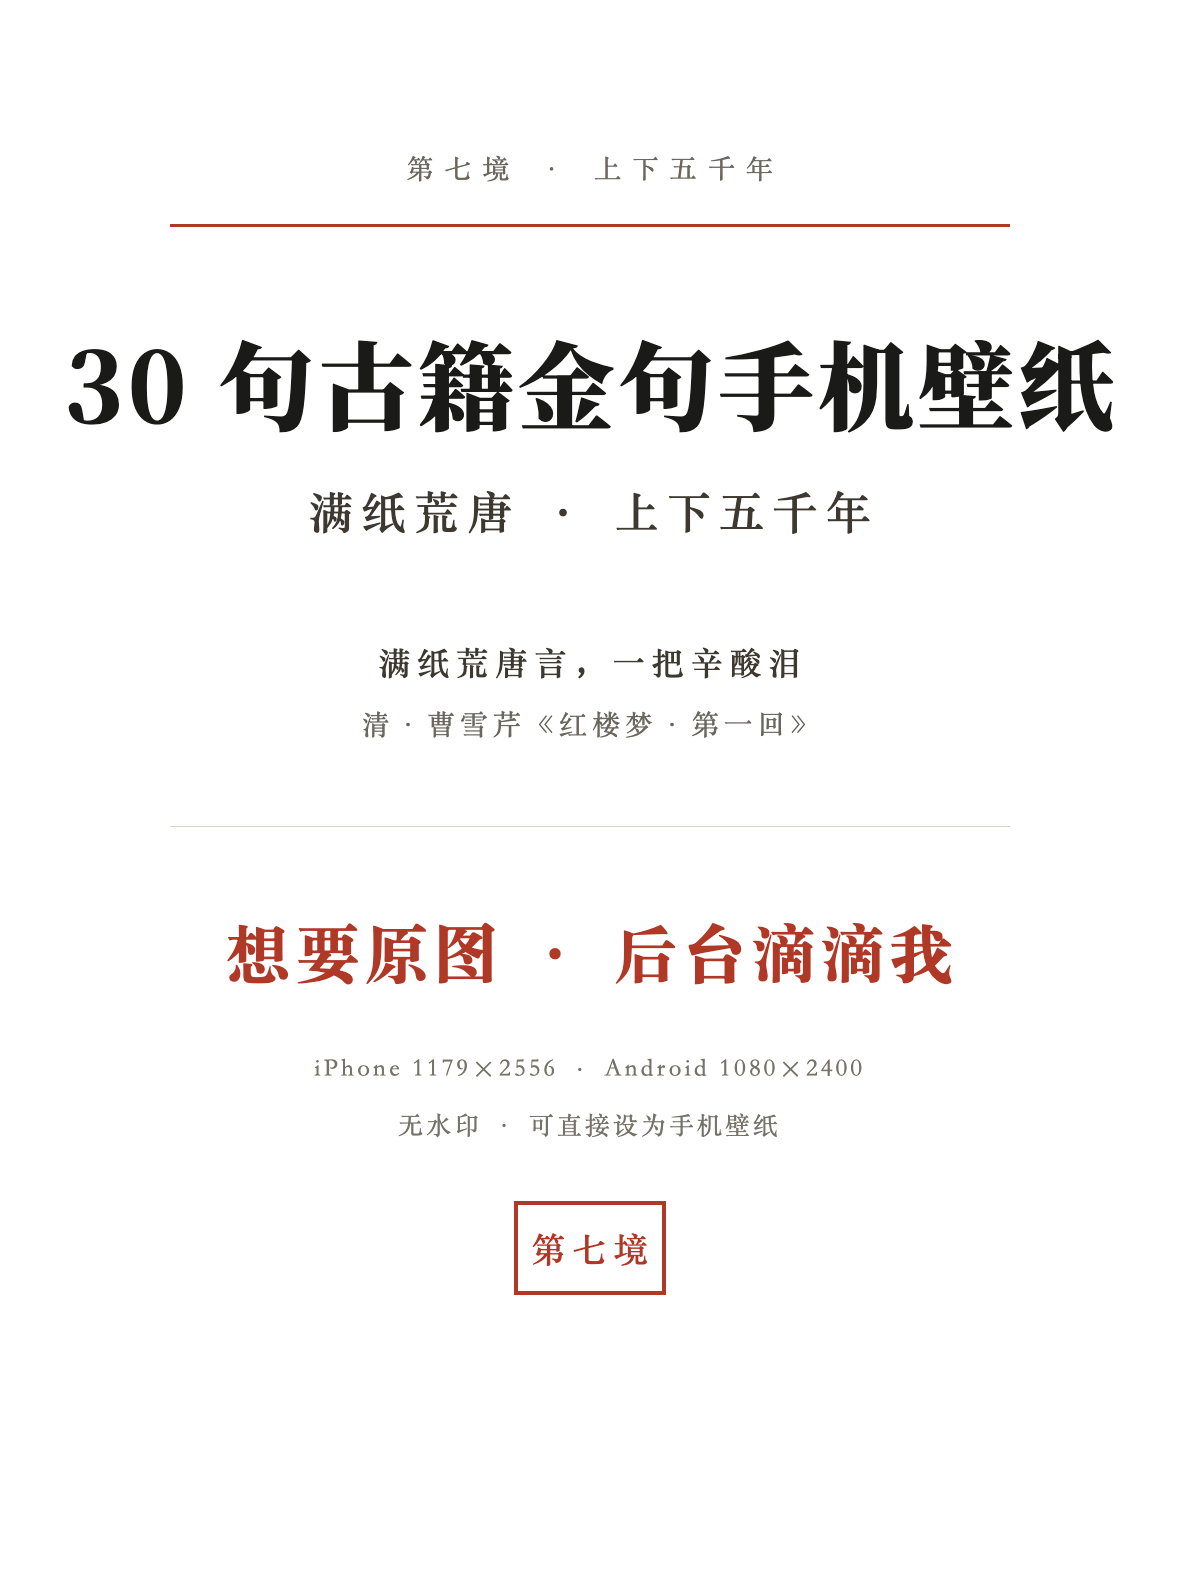 第七境 · 上下五千年
30 句古籍金句手机壁纸
满纸荒唐 · 上下五千年
满纸荒唐言，一把辛酸泪
清 · 曹雪芹《红楼梦 · 第一回》
想要原图 · 后台滴滴我
iPhone 1179×2556 · Android 1080×2400
无水印 · 可直接设为手机壁纸
第七境